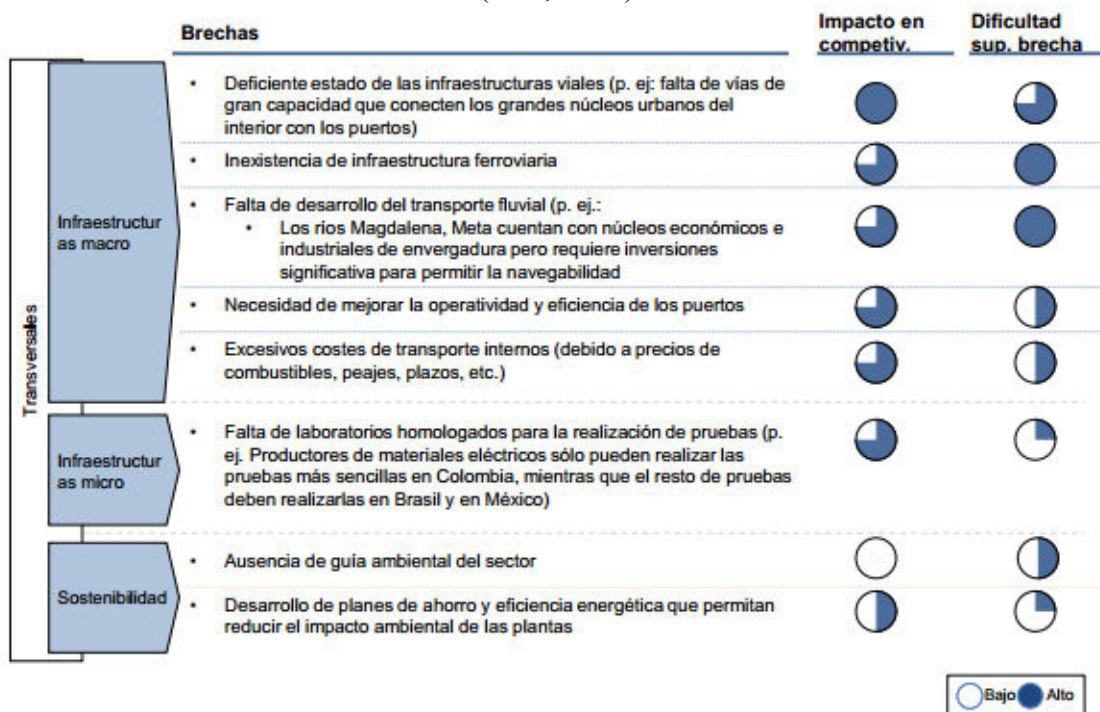 Brechas
Impacto en
competiv.
Dificultad
sup. brecha
Transversales
Infraestructur
as macro
• Deficiente estado de las infraestructuras viales (p. ej: falta de vías de
gran capacidad que conecten los grandes núcleos urbanos del
interior con los puertos)
• Inexistencia de infraestructura ferroviaria
• Falta de desarrollo del transporte fluvial (p. ej.:
• Los ríos Magdalena, Meta cuentan con núcleos económicos e
industriales de envergadura pero requiere inversiones
significativa para permitir la navegabilidad
• Necesidad de mejorar la operatividad y eficiencia de los puertos
• Excesivos costes de transporte internos (debido a precios de
combustibles, peajes, plazos, etc.)
Infraestructur
as micro
• Falta de laboratorios homologados para la realización de pruebas (p.
ej. Productores de materiales eléctricos sólo pueden realizar las
pruebas más sencillas en Colombia, mientras que el resto de pruebas
deben realizarlas en Brasil y en México)
Sostenibilidad
• Ausencia de guía ambiental del sector
• Desarrollo de planes de ahorro y eficiencia energética que permitan
reducir el impacto ambiental de las plantas
Bajo Alto